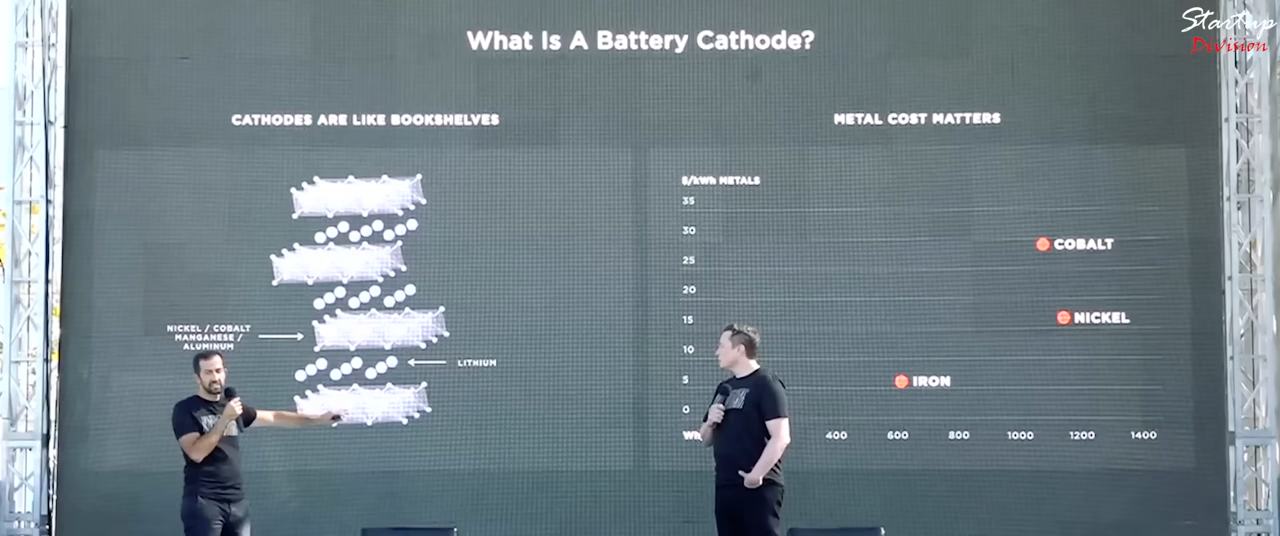 Startup
Division
What Is A Battery Cathode?
CATHODES ARE LIKE BOOKSHELVES
NICKEL / COBALT
MANGANESE /
ALUMINUM
LITHIUM
METAL COST MATTERS
$/kWh METALS
35
30
25
20
15
10
5
0
COBALT
NICKEL
IRON
400 600 800 1000 1200 1400